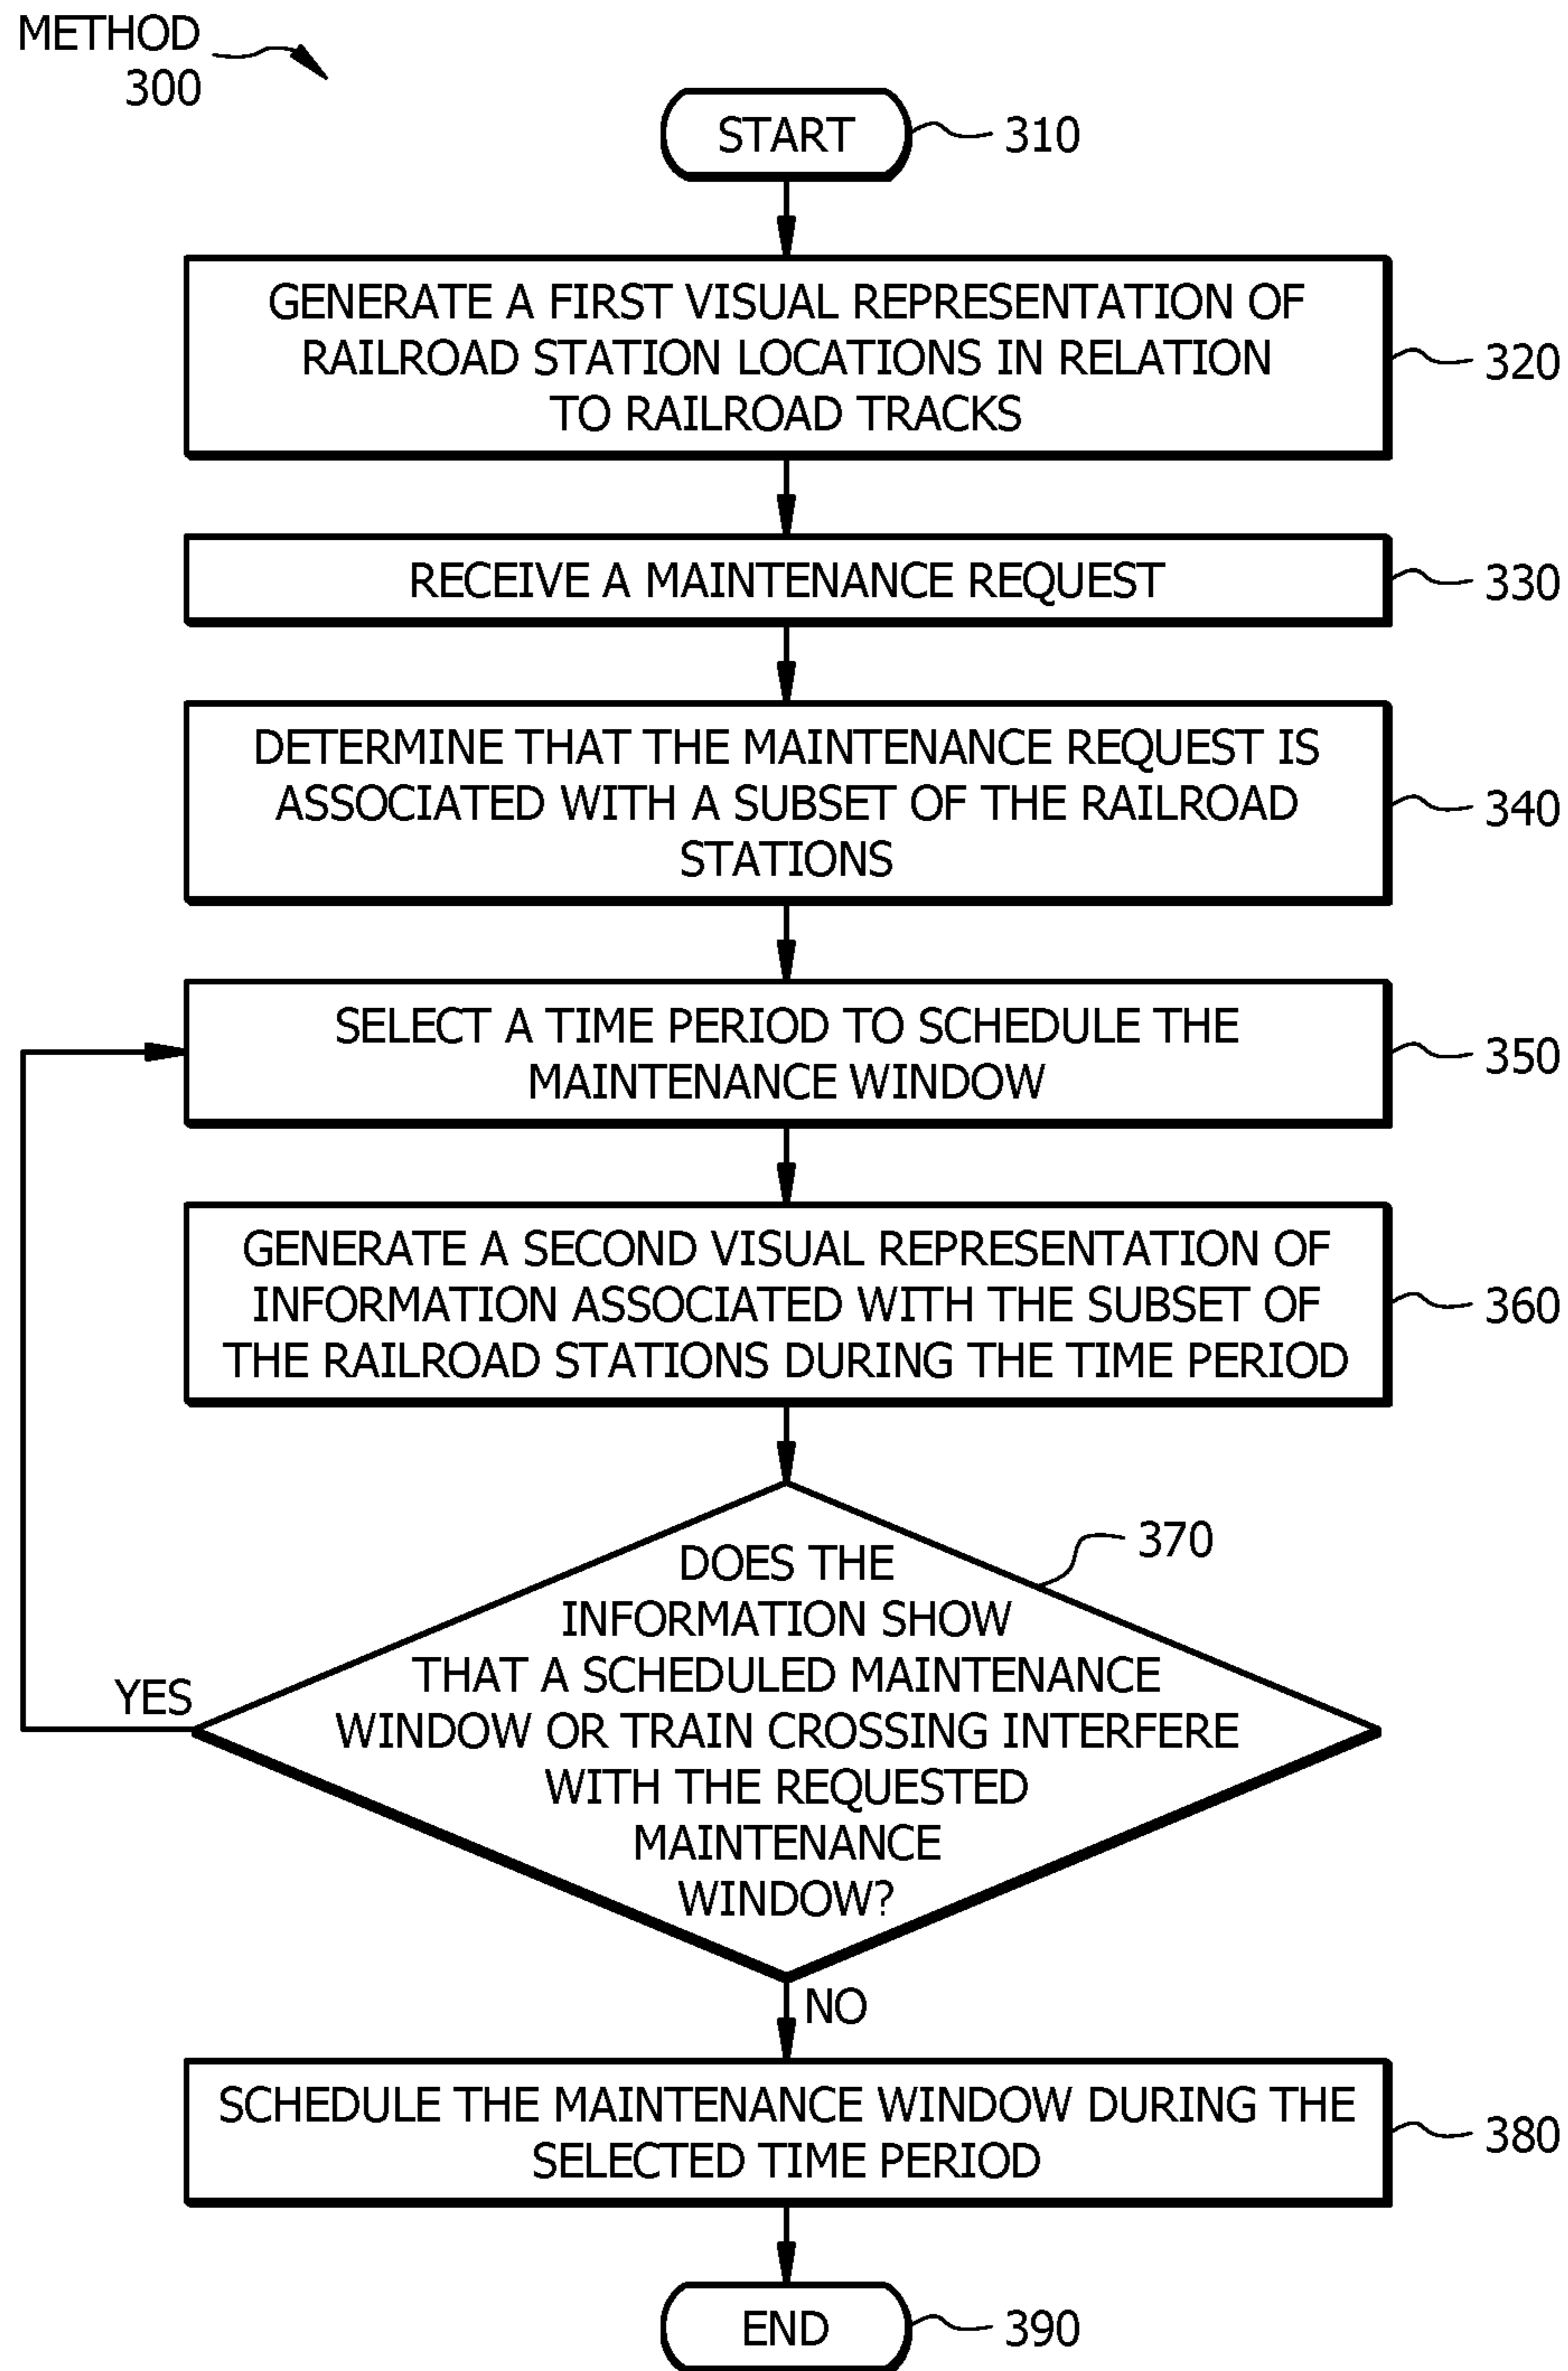 METHOD
300
START
310
GENERATE A FIRST VISUAL REPRESENTATION OF
RAILROAD STATION LOCATIONS IN RELATION
TO RAILROAD TRACKS
320
RECEIVE A MAINTENANCE REQUEST
330
DETERMINE THAT THE MAINTENANCE REQUEST IS
ASSOCIATED WITH A SUBSET OF THE RAILROAD
STATIONS
340
SELECT A TIME PERIOD TO SCHEDULE THE
MAINTENANCE WINDOW
350
GENERATE A SECOND VISUAL REPRESENTATION OF
INFORMATION ASSOCIATED WITH THE SUBSET OF
THE RAILROAD STATIONS DURING THE TIME PERIOD
360
DOES THE
INFORMATION SHOW
THAT A SCHEDULED MAINTENANCE
WINDOW OR TRAIN CROSSING INTERFERE
WITH THE REQUESTED
MAINTENANCE
WINDOW?
370
YES
NO
SCHEDULE THE MAINTENANCE WINDOW DURING THE
SELECTED TIME PERIOD
380
END
390